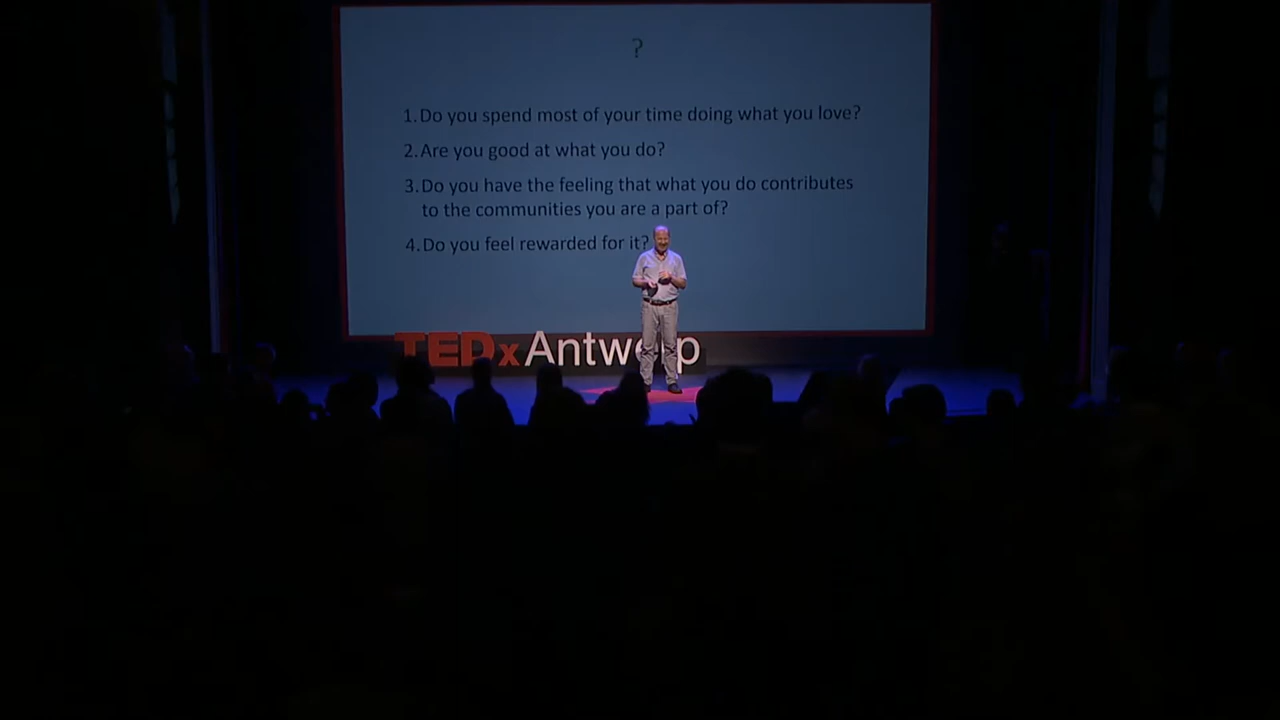 ?
1. Do you spend most of your time doing what you love?
2. Are you good at what you do?
3. Do you have the feeling that what you do contributes
to the communities you are a part of?
4. Do you feel rewarded for it?
TEDxAntwerp